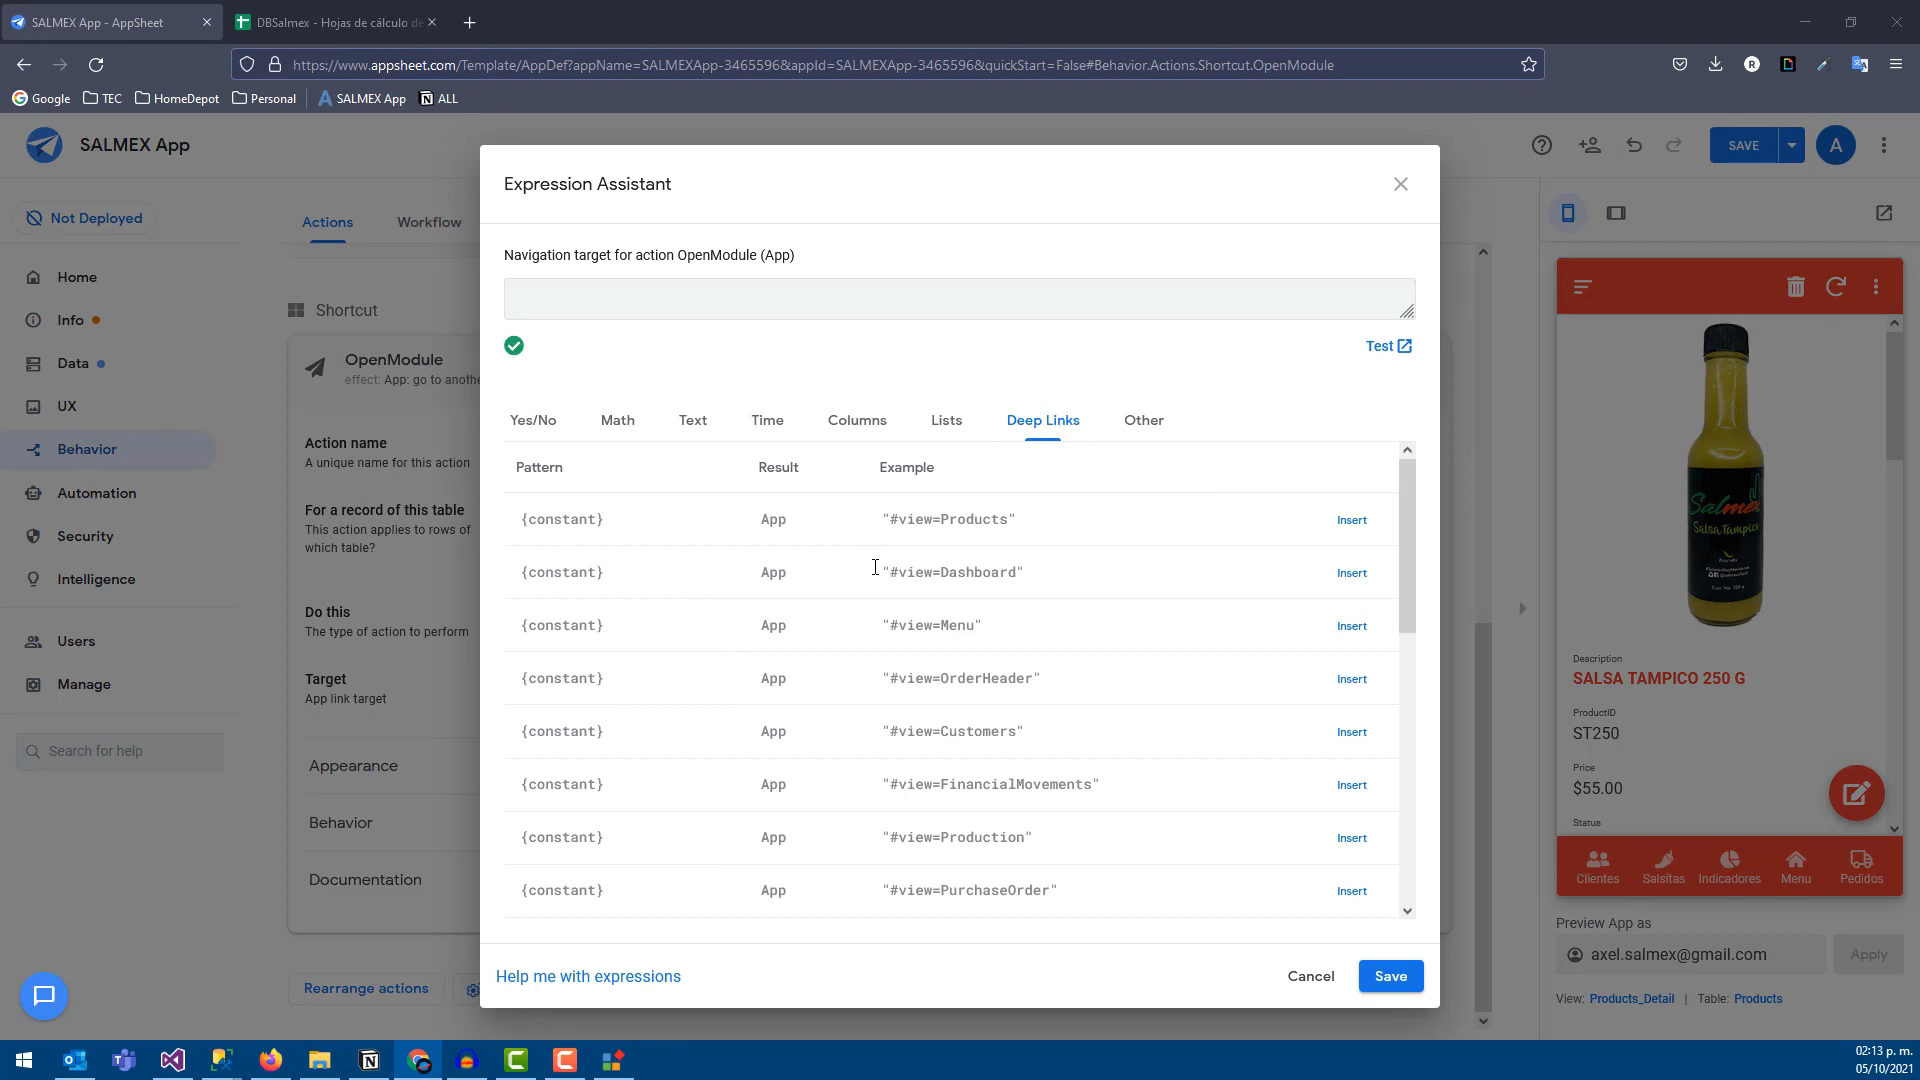 SALMEX App - AppSheet
DBSalmex - Hojas de cálculo de
https://www.appsheet.com/Template/AppDef?appName=SALMEXApp-3465596&appId=SALMEXApp-3465596&quickStart=False#Behavior.Actions.Shortcut.OpenModule
Google
TEC
HomeDepot
Personal
SALMEX App
ALL
SALMEX App
SAVE
A
Not Deployed
Home
Info
Data
UX
Behavior
Automation
Security
Intelligence
Users
Manage
Search for help
Actions
Workflow
Shortcut
OpenModule
effect: App: go to anothe
Action name
A unique name for this action
For a record of this table
This action applies to rows of
which table?
Do this
The type of action to perform
Target
App link target
Appearance
Behavior
Documentation
Rearrange actions
Expression Assistant
Navigation target for action OpenModule (App)
Test
Yes/No
Math
Text
Time
Columns
Lists
Deep Links
Other
Pattern Result Example
{constant} App "#view=Products" Insert
{constant} App "#view=Dashboard" Insert
{constant} App "#view=Menu" Insert
{constant} App "#view=OrderHeader" Insert
{constant} App "#view=Customers" Insert
{constant} App "#view=FinancialMovements" Insert
{constant} App "#view=Production" Insert
{constant} App "#view=PurchaseOrder" Insert
Help me with expressions
Cancel
Save
Salmex
Salsa Tampico
Description
SALSA TAMPICO 250 G
ProductID
ST250
Price
$55.00
Status
Clientes
Salsitas
Indicadores
Menu
Pedidos
Preview App as
axel.salmex@gmail.com
Apply
View: Products_Detail | Table: Products
02:13 p. m.
05/10/2021